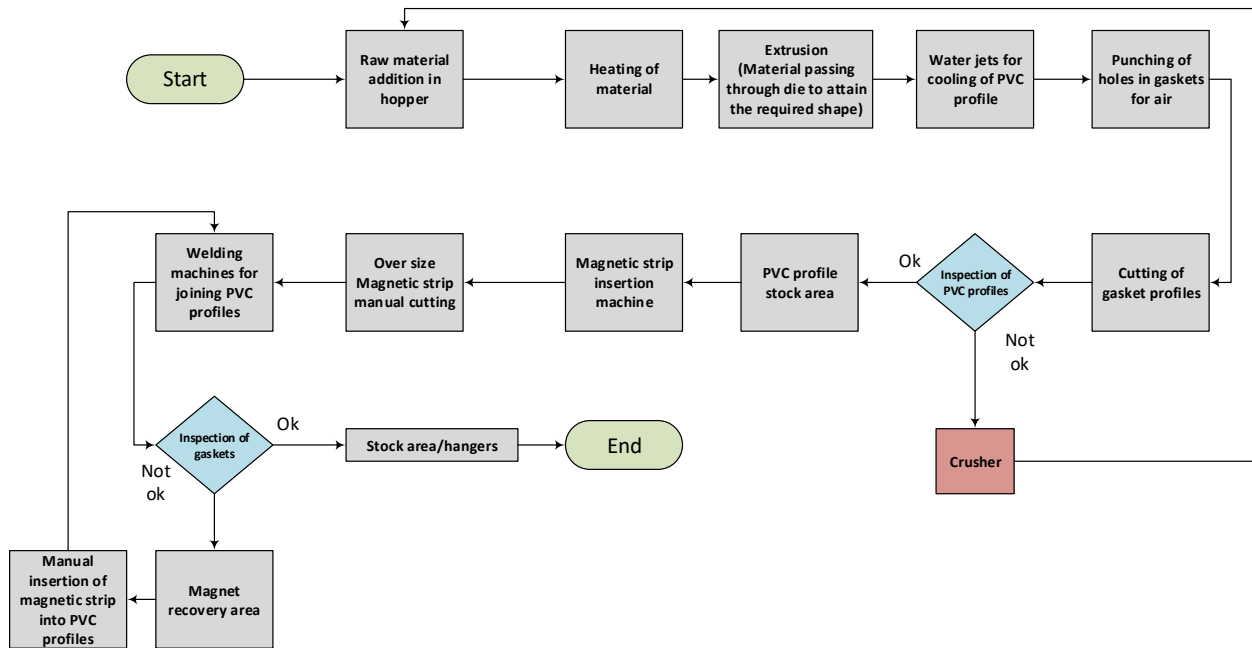 Start
Raw material
addition in
hopper
Heating of
material
Extrusion
(Material passing
through die to attain
the required shape)
Water jets for
cooling of PVC
profile
Punching of
holes in gaskets
for air
Welding
machines for
joining PVC
profiles
Over size
Magnetic strip
manual cutting
Magnetic strip
insertion
machine
PVC profile
stock area
Ok
Inspection of
PVC profiles
Cutting of
gasket profiles
Not
ok
Inspection of
gaskets
Ok
Stock area/hangers
End
Not
ok
Crusher
Manual
insertion of
magnetic strip
into PVC
profiles
Magnet
recovery area